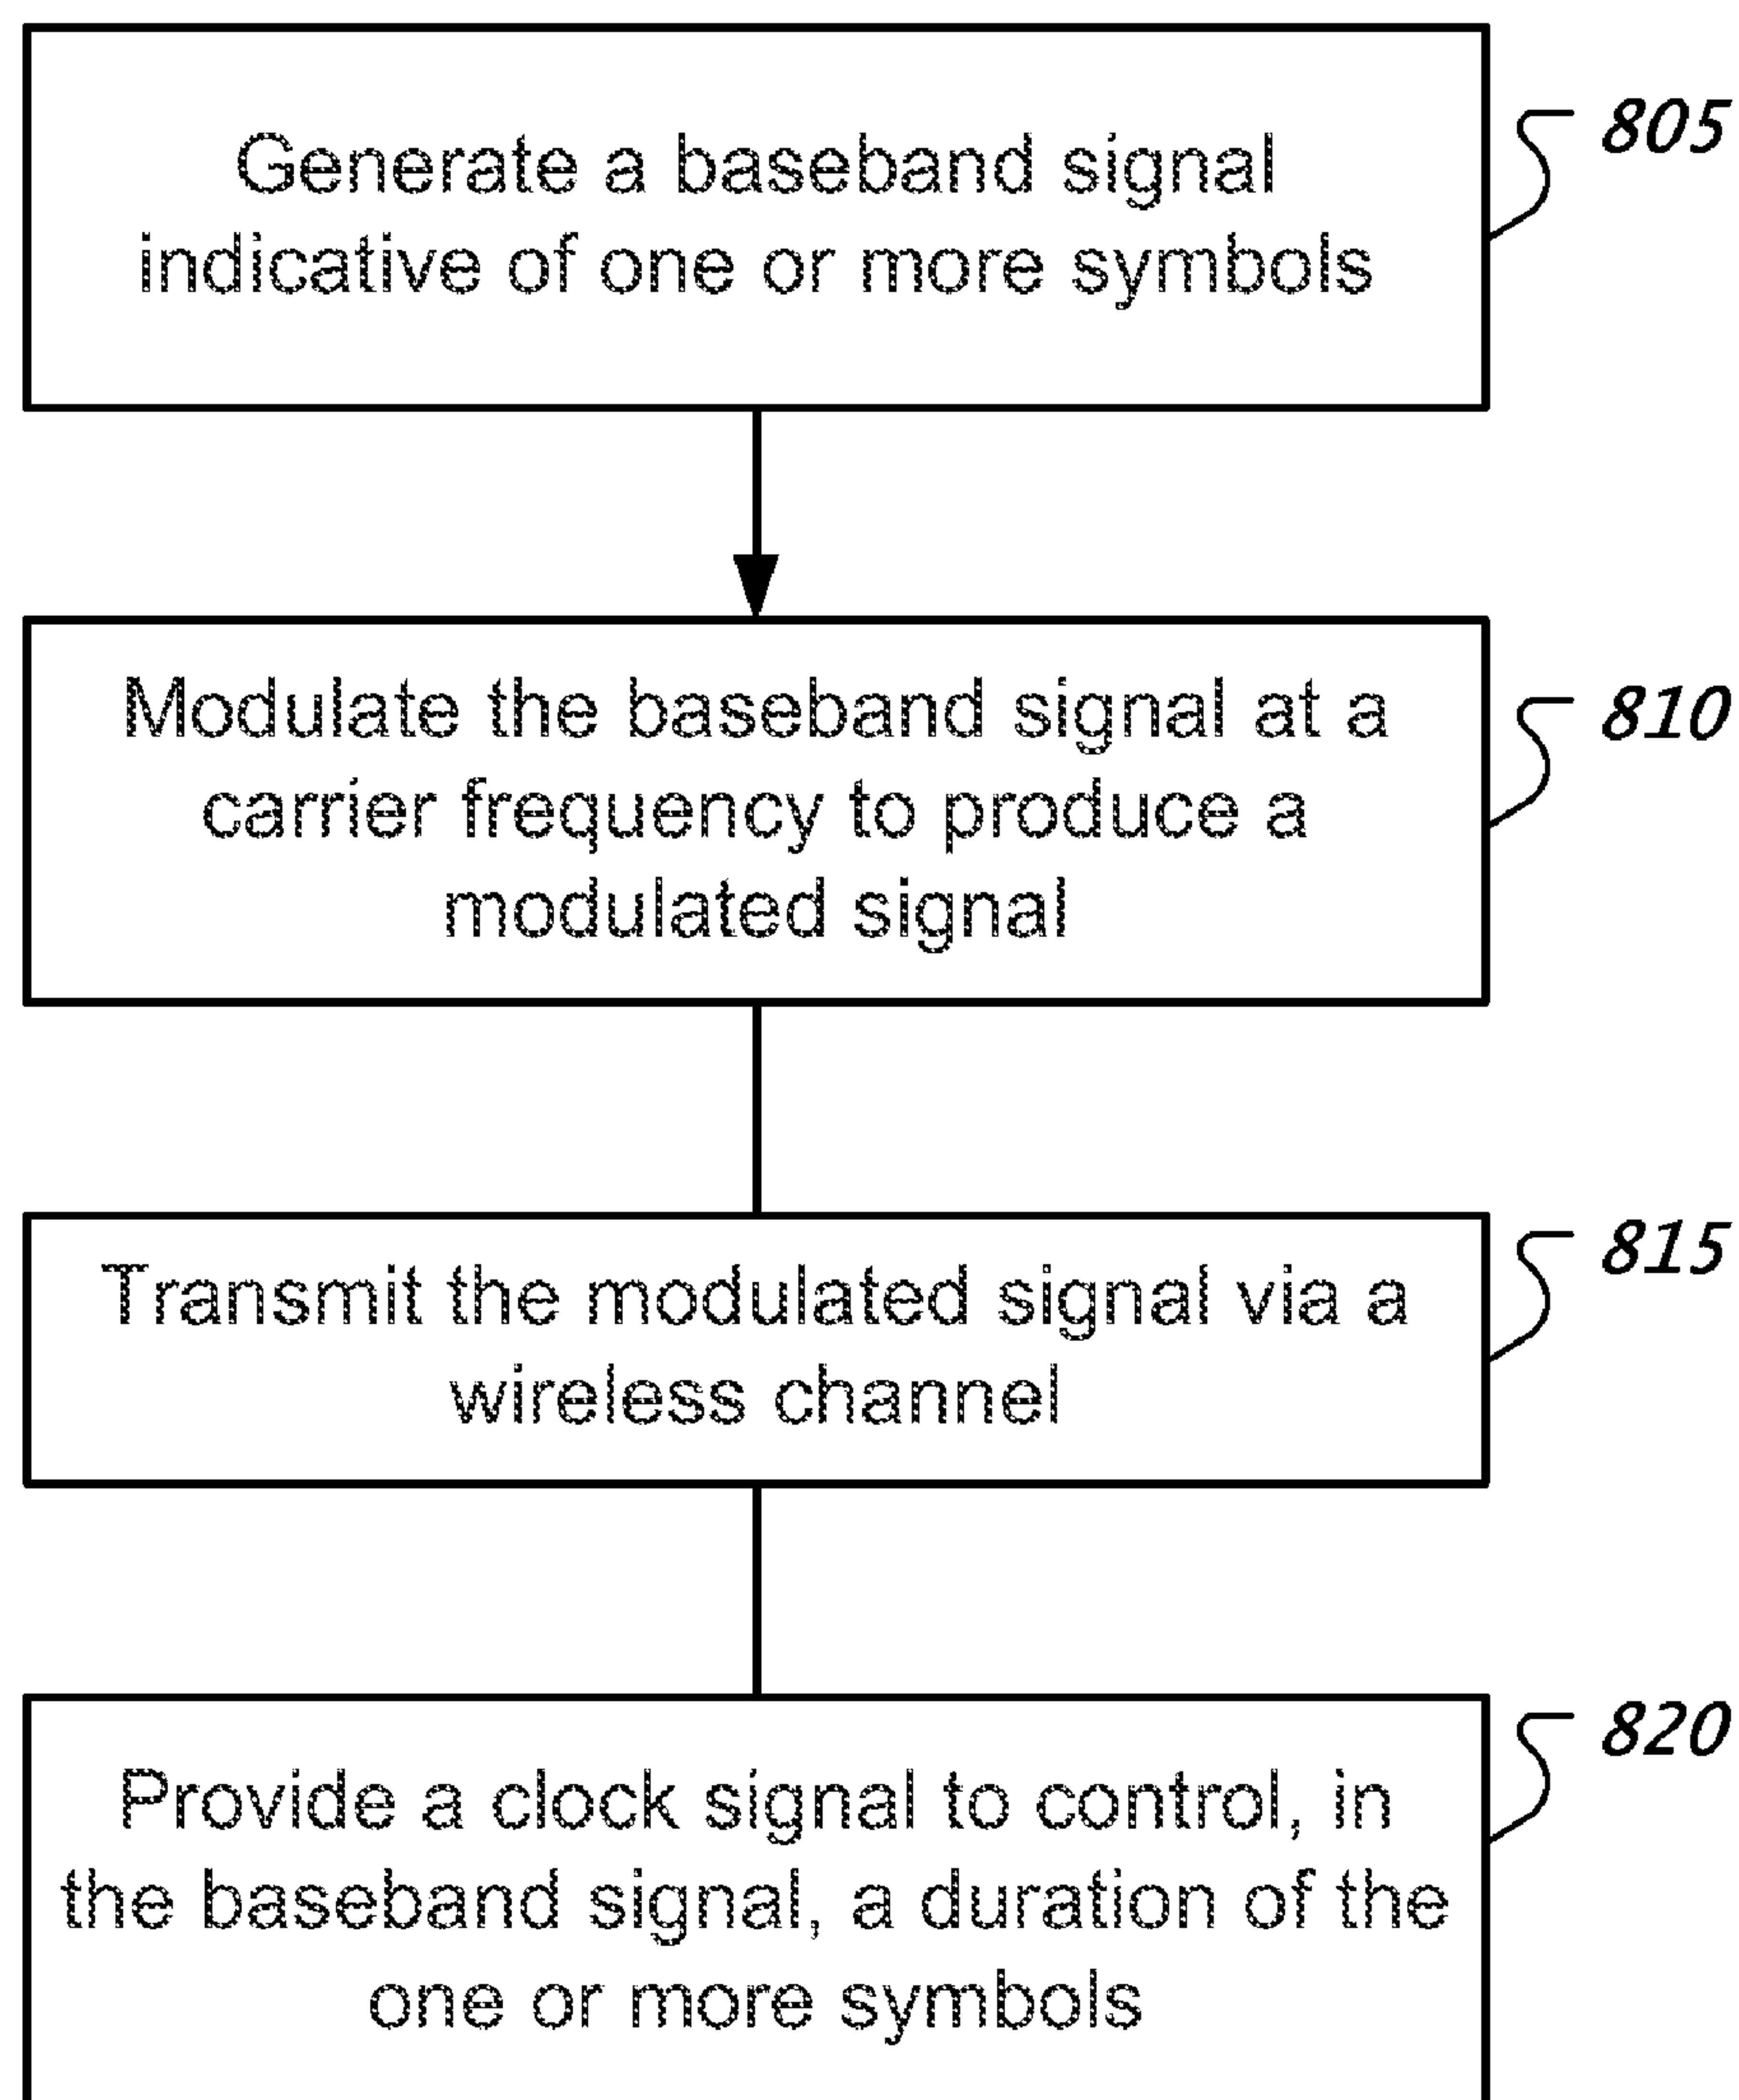 Generate a baseband signal
indicative of one or more symbols
805
Modulate the baseband signal at a
carrier frequency to produce a
modulated signal
810
Transmit the modulated signal via a
wireless channel
815
Provide a clock signal to control, in
the baseband signal, a duration of the
one or more symbols
820